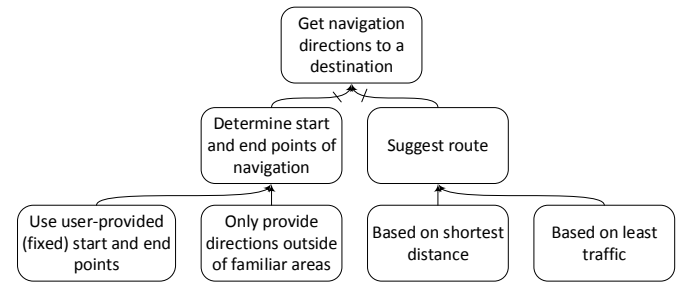 Get navigation
directions to a
destination
Determine start
and end points of
navigation
Suggest route
Use user-provided
(fixed) start and end
points
Only provide
directions outside
of familiar areas
Based on shortest
distance
Based on least
traffic